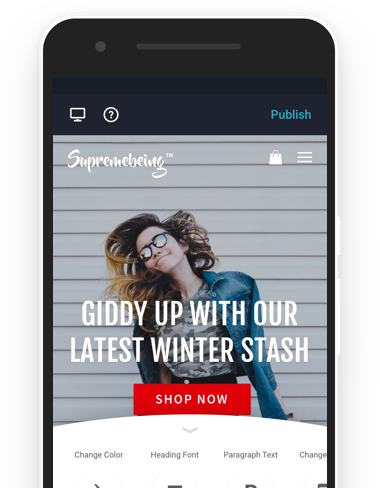 Publish
Supremebeing™
GIDDY UP WITH OUR
LATEST WINTER STASH
SHOP NOW
Change Color Heading Font Paragraph Text Change